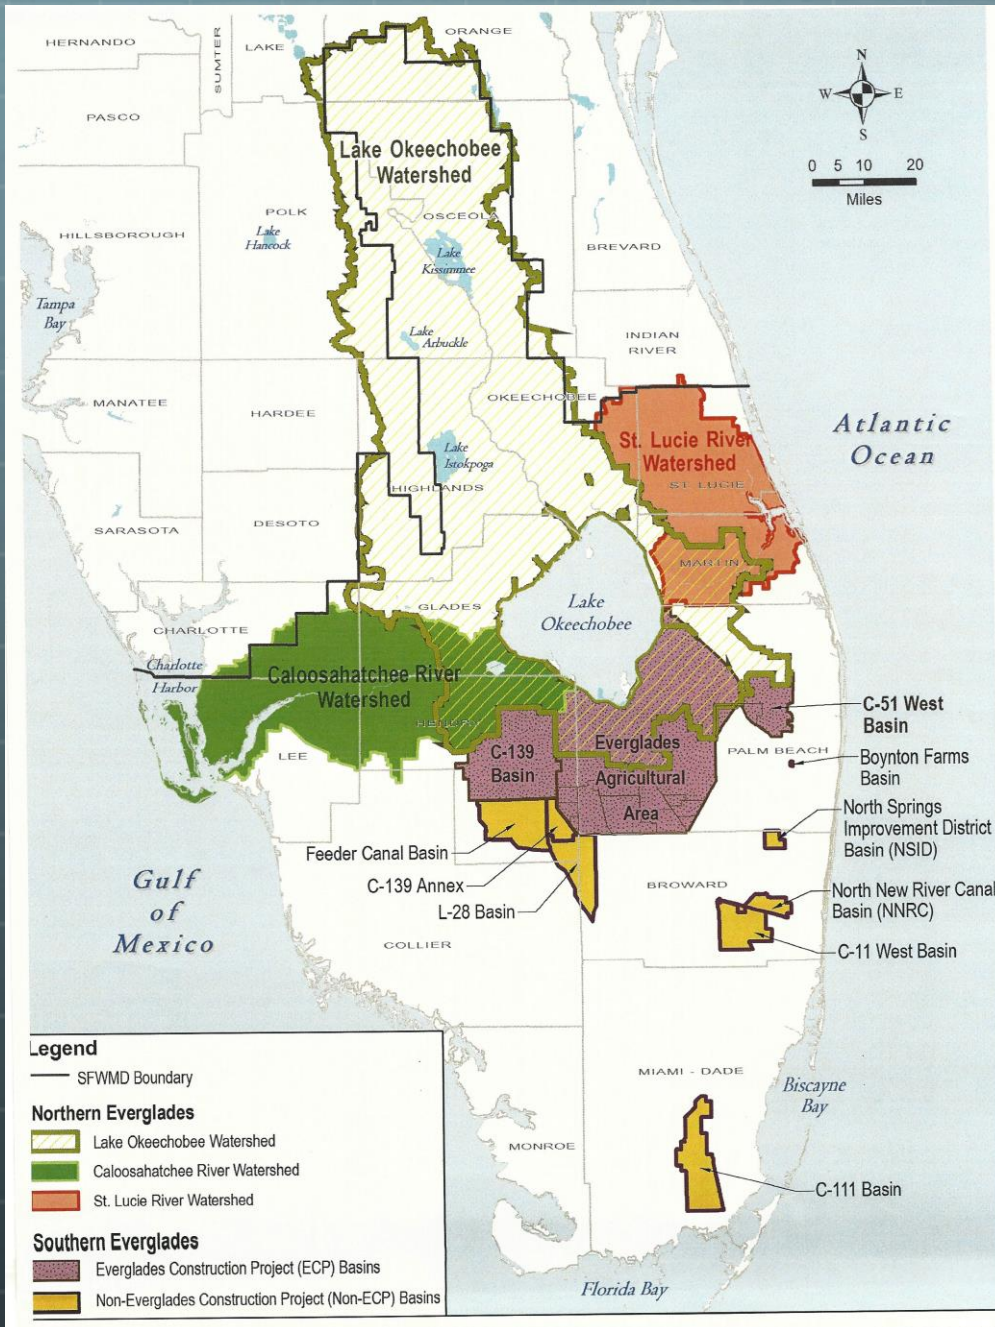 HERNANDO
SUMTER
LAKE
ORANGE
N
W
E
S
PASCO
0 5 10 20
Miles
Lake Okeechobee
Watershed
POLK
Lake
Hancock
OSCEOLA
HILLSBOROUGH
BREVARD
Lake
Kissimmee
Tampa
Bay
Lake
Arbuckle
INDIAN
RIVER
OKEECHOBEE
MANATEE
HARDEE
Atlantic
Ocean
St. Lucie River
Watershed
Lake
Istokpoga
ST. LUCIE
HIGHLANDS
SARASOTA
DESOTO
MARTIN
Lake
Okeechobee
GLADES
CHARLOTTE
Charlotte
Harbor
Caloosahatchee River
Watershed
HENDRY
C-51 West
Basin
LEE
C-139
Basin
Everglades
Agricultural
Area
PALM BEACH
Boynton Farms
Basin
North Springs
Improvement District
Basin (NSID)
Feeder Canal Basin
C-139 Annex
L-28 Basin
Gulf
of
Mexico
BROWARD
North New River Canal
Basin (NNRC)
COLLIER
C-11 West Basin
MIAMI - DADE
Biscayne
Bay
MONROE
C-111 Basin
Florida Bay
Legend
SFWMD Boundary
Northern Everglades
Lake Okeechobee Watershed
Caloosahatchee River Watershed
St. Lucie River Watershed
Southern Everglades
Everglades Construction Project (ECP) Basins
Non-Everglades Construction Project (Non-ECP) Basins